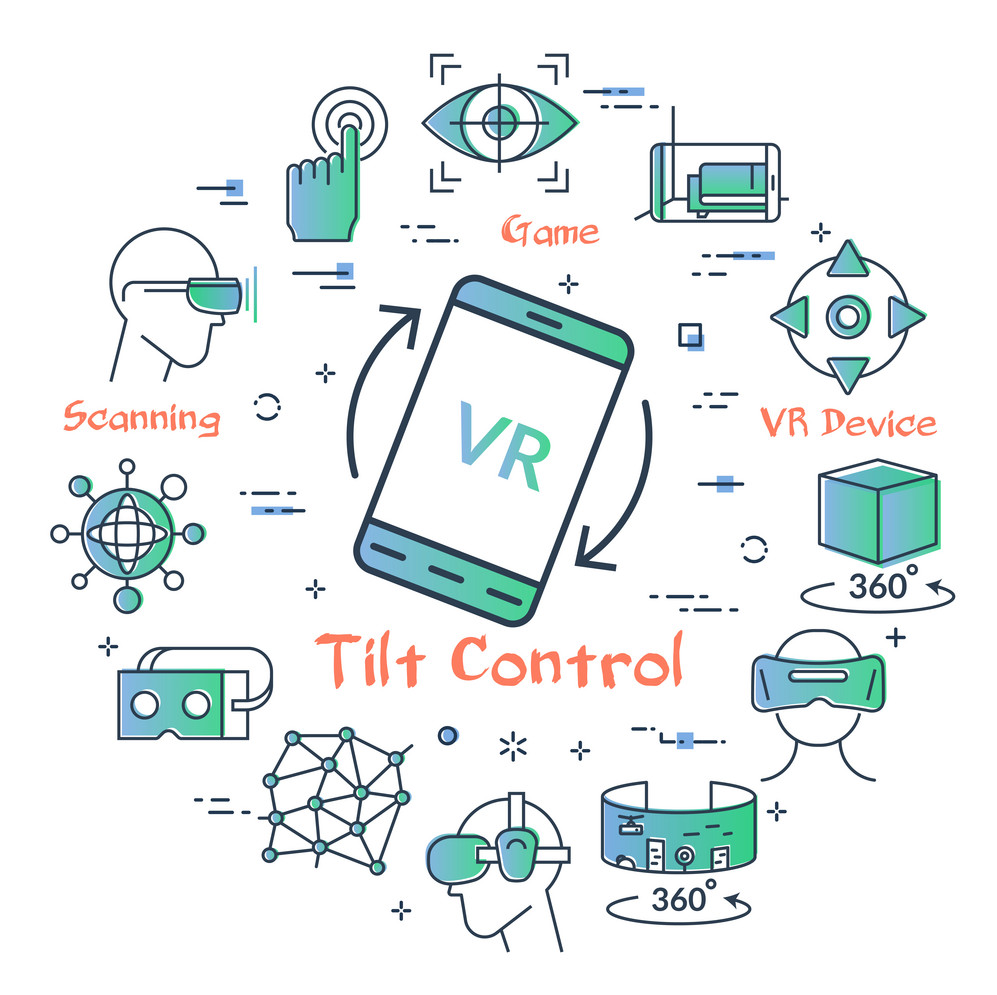 Game
Scanning
VR
VR Device
360°
Tilt Control
360°